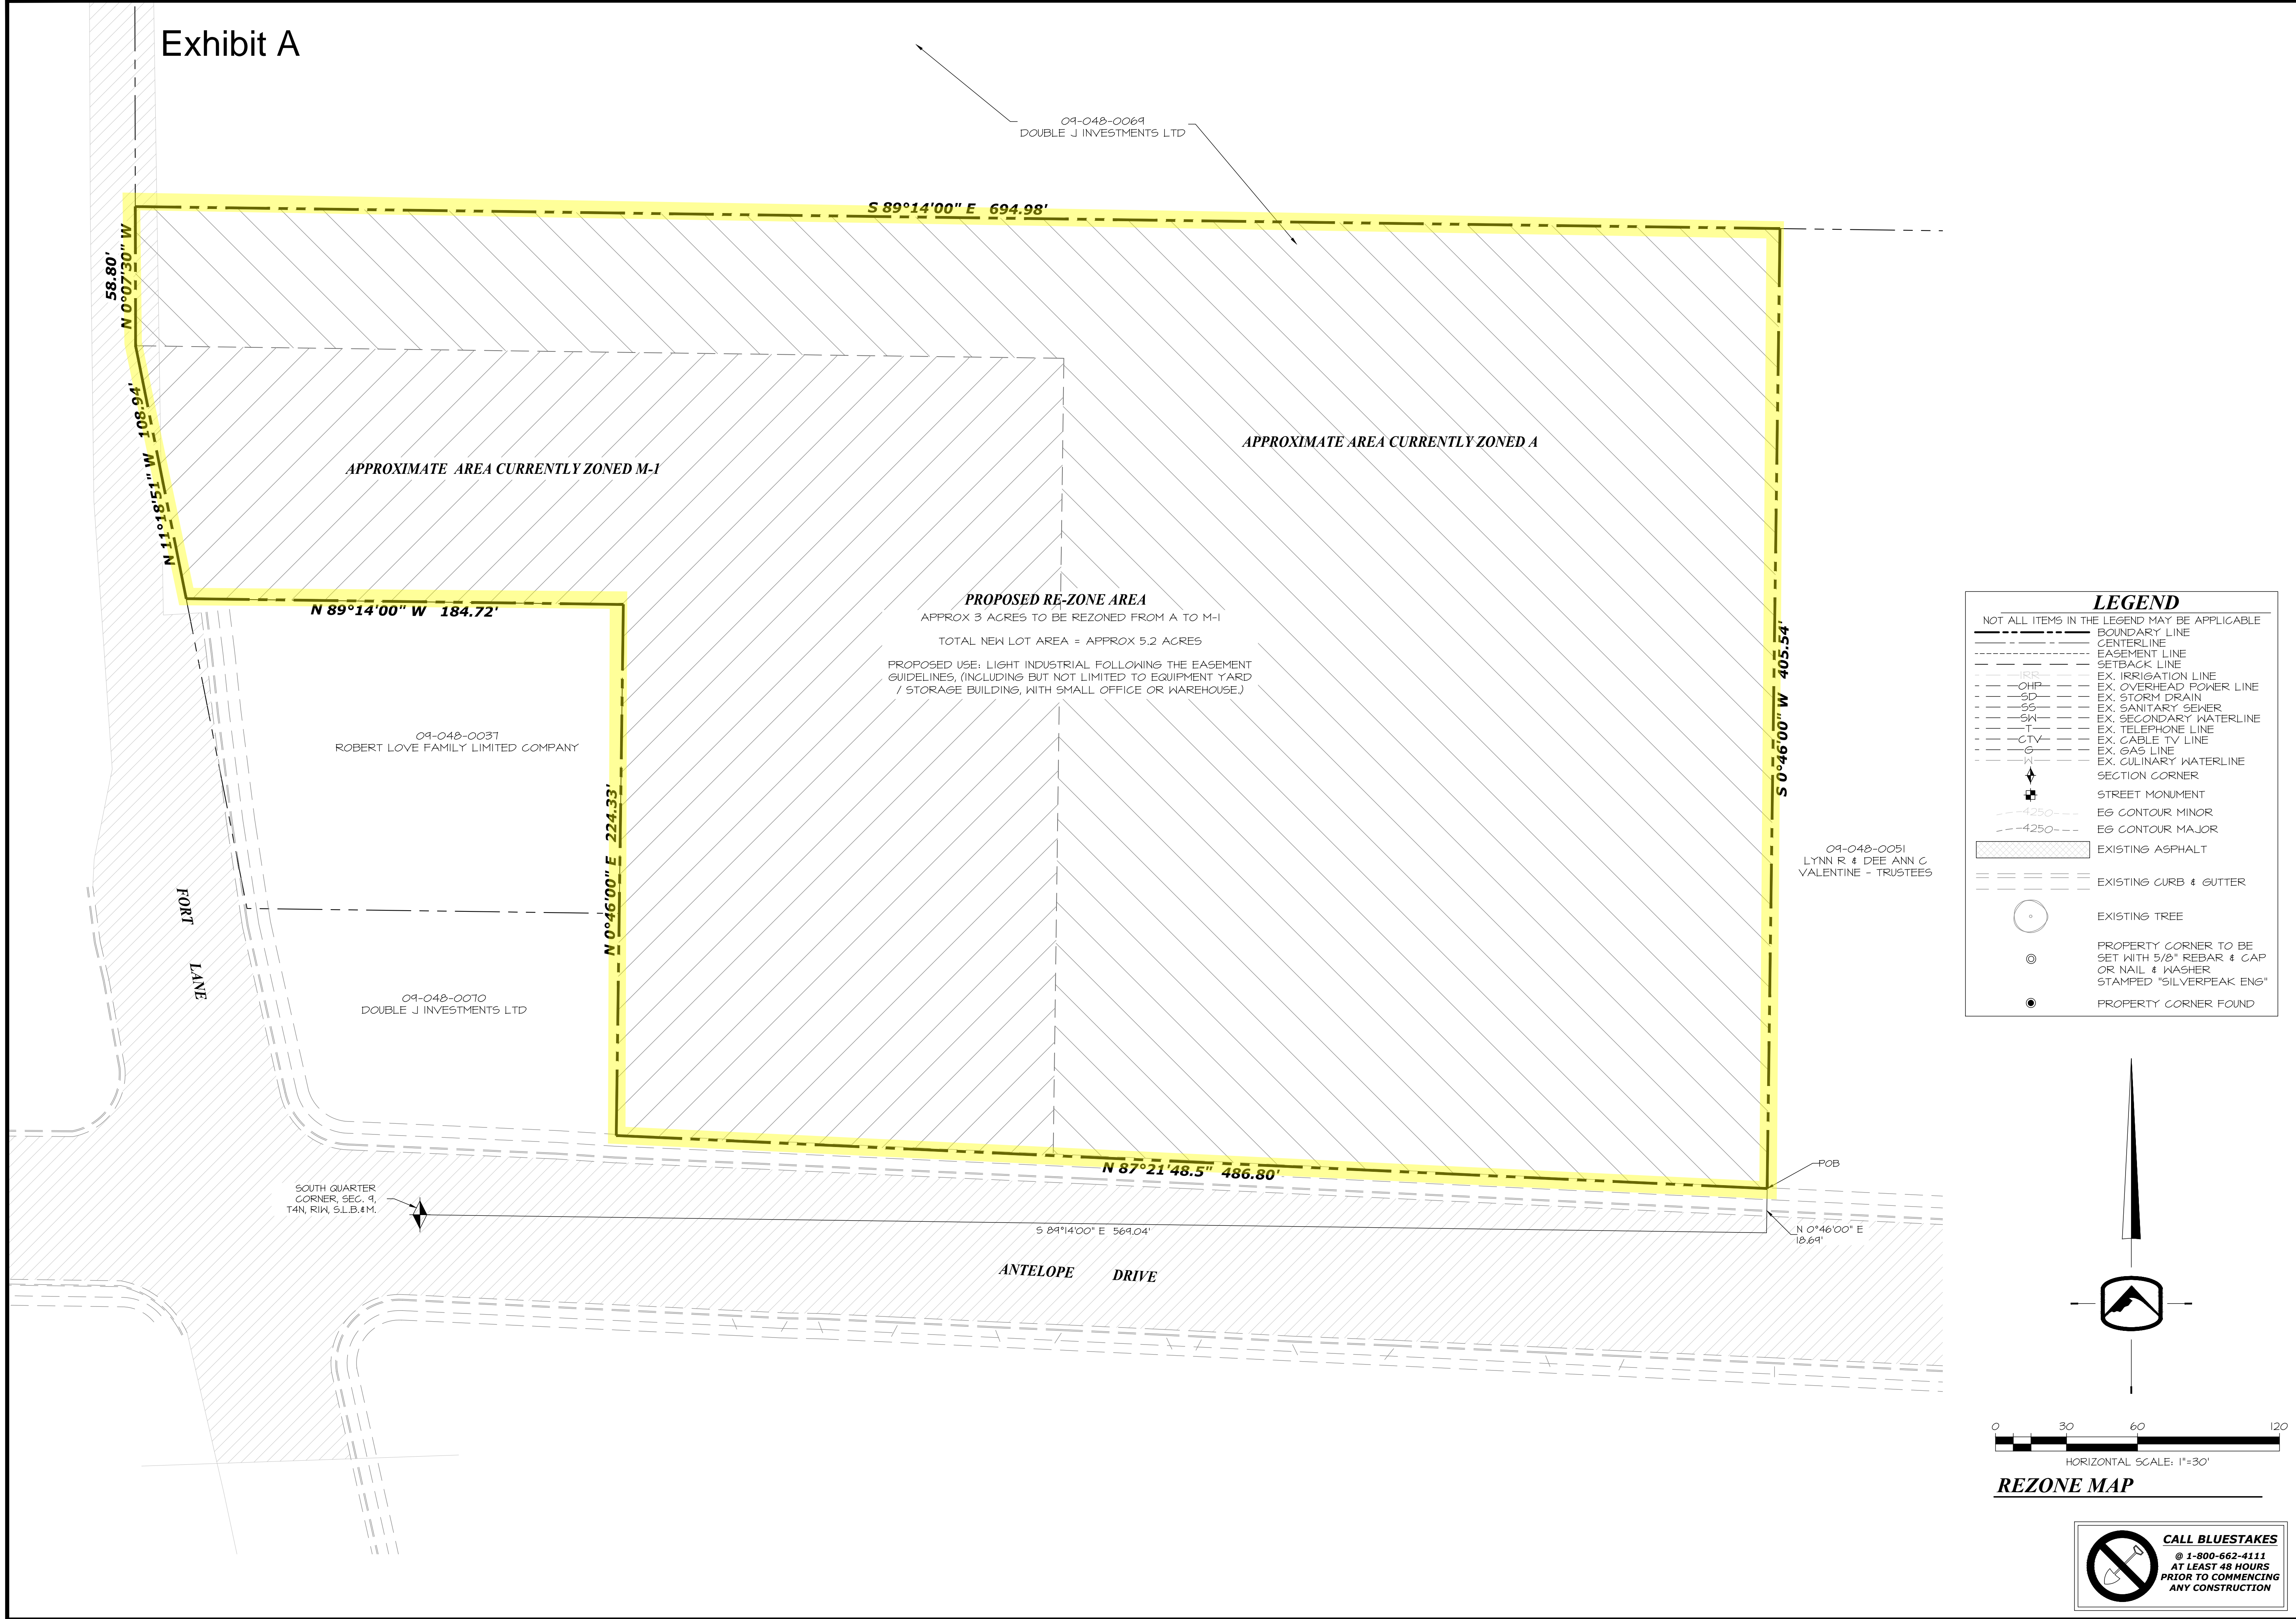 Exhibit A
09-048-0069
DOUBLE J INVESTMENTS LTD
S 89°14'00" E   694.98'
58.80'
N 0°07'30" W
N 11°18'51" W   108.94'
APPROXIMATE  AREA CURRENTLY ZONED M-1
APPROXIMATE AREA CURRENTLY ZONED A
N 89°14'00" W   184.72'
PROPOSED RE-ZONE AREA
APPROX 3 ACRES TO BE REZONED FROM A TO M-1
TOTAL NEW LOT AREA = APPROX 5.2 ACRES
PROPOSED USE: LIGHT INDUSTRIAL FOLLOWING THE EASEMENT
GUIDELINES, (INCLUDING BUT NOT LIMITED TO EQUIPMENT YARD
/ STORAGE BUILDING, WITH SMALL OFFICE OR WAREHOUSE.)
S 0°46'00" W   405.54'
09-048-0037
ROBERT LOVE FAMILY LIMITED COMPANY
N 0°46'00" E   224.33'
09-048-0051
LYNN R & DEE ANN C
VALENTINE - TRUSTEES
FORT LANE
09-048-0070
DOUBLE J INVESTMENTS LTD
N 87°21'48.5"  486.80'
POB
SOUTH QUARTER
CORNER, SEC. 9,
T4N, R1W, S.L.B.&M.
S 89°14'00" E  569.04'
N 0°46'00" E
18.69'
ANTELOPE DRIVE
LEGEND
NOT ALL ITEMS IN THE LEGEND MAY BE APPLICABLE
BOUNDARY LINE
CENTERLINE
EASEMENT LINE
SETBACK LINE
IRR EX. IRRIGATION LINE
OHP EX. OVERHEAD POWER LINE
SD EX. STORM DRAIN
SS EX. SANITARY SEWER
SW EX. SECONDARY WATERLINE
T EX. TELEPHONE LINE
CTV EX. CABLE TV LINE
G EX. GAS LINE
W EX. CULINARY WATERLINE
SECTION CORNER
STREET MONUMENT
4250 EG CONTOUR MINOR
4250 EG CONTOUR MAJOR
EXISTING ASPHALT
EXISTING CURB & GUTTER
EXISTING TREE
PROPERTY CORNER TO BE
SET WITH 5/8" REBAR & CAP
OR NAIL & WASHER
STAMPED "SILVERPEAK ENG"
PROPERTY CORNER FOUND
0 30 60 120
HORIZONTAL SCALE: 1"=30'
REZONE MAP
CALL BLUESTAKES
@ 1-800-662-4111
AT LEAST 48 HOURS
PRIOR TO COMMENCING
ANY CONSTRUCTION